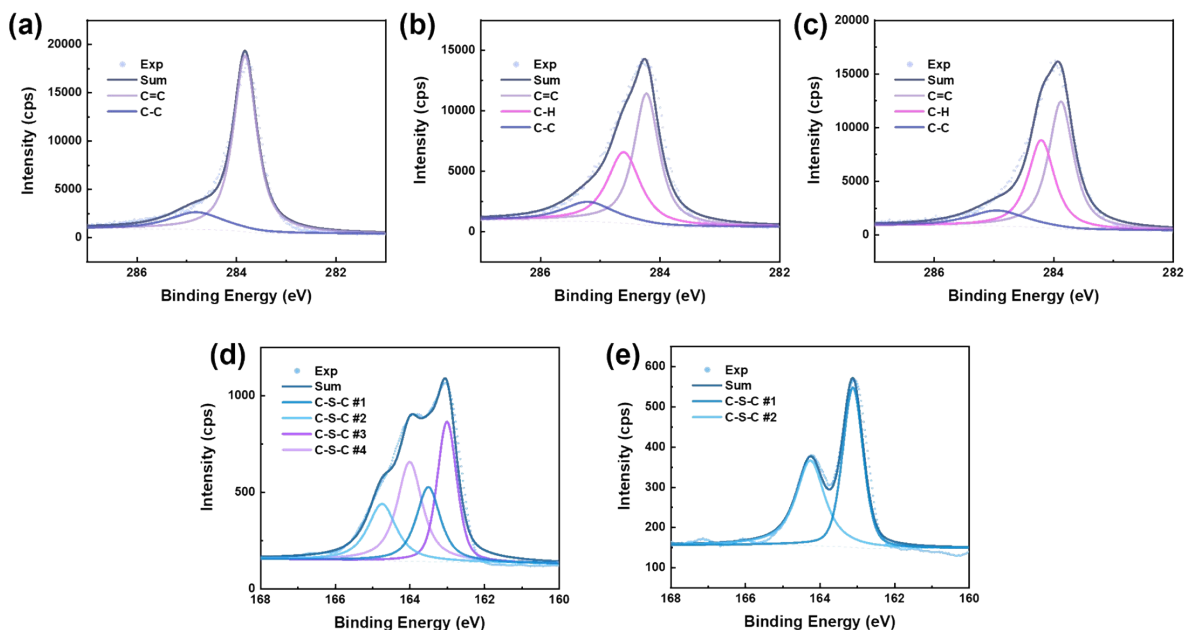 (a)
20000
15000
10000
5000
0
Intensity (cps)
Exp
Sum
C=C
C-C
286
284
282
Binding Energy (eV)
(b)
15000
10000
5000
0
Intensity (cps)
Exp
Sum
C=C
C-H
C-C
286
284
282
Binding Energy (eV)
(c)
20000
15000
10000
5000
0
Intensity (cps)
Exp
Sum
C=C
C-H
C-C
286
284
282
Binding Energy (eV)
(d)
1000
500
0
Intensity (cps)
Exp
Sum
C-S-C #1
C-S-C #2
C-S-C #3
C-S-C #4
168
166
164
162
160
Binding Energy (eV)
(e)
600
500
400
300
200
100
Intensity (cps)
Exp
Sum
C-S-C #1
C-S-C #2
168
166
164
162
160
Binding Energy (eV)